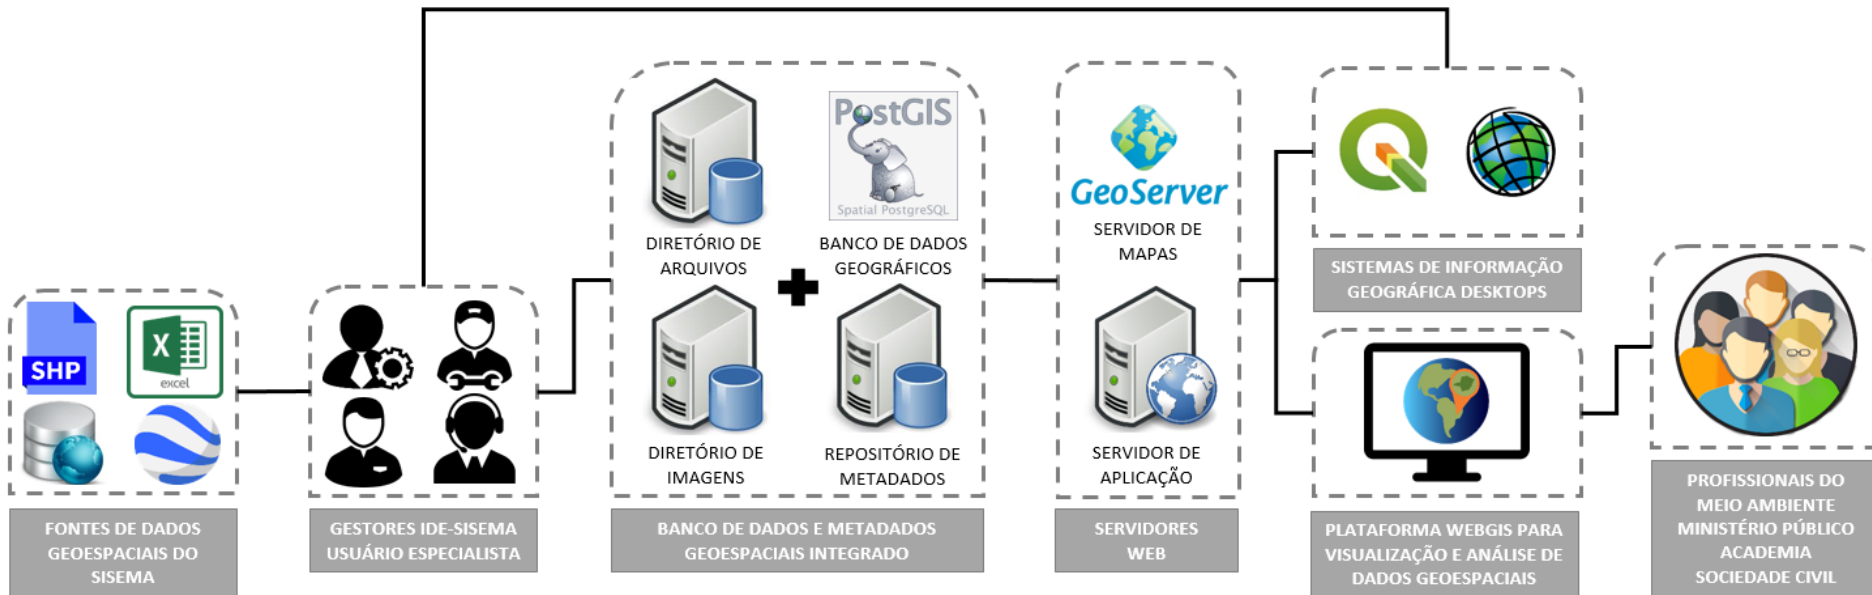 SHP
X
excel
FONTES DE DADOS
GEOESPACIAIS DO
SISEMA
GESTORES IDE-SISEMA
USUÁRIO ESPECIALISTA
DIRETÓRIO DE
ARQUIVOS
PostGIS
Spatial PostgreSQL
BANCO DE DADOS
GEOGRÁFICOS
DIRETÓRIO DE
IMAGENS
REPOSITÓRIO DE
METADADOS
BANCO DE DADOS E METADADOS
GEOESPACIAIS INTEGRADO
GeoServer
SERVIDOR DE
MAPAS
SERVIDOR DE
APLICAÇÃO
SERVIDORES
WEB
SISTEMAS DE INFORMAÇÃO
GEOGRÁFICA DESKTOPS
PLATAFORMA WEBGIS PARA
VISUALIZAÇÃO E ANÁLISE DE
DADOS GEOESPACIAIS
PROFISSIONAIS DO
MEIO AMBIENTE
MINISTÉRIO PÚBLICO
ACADEMIA
SOCIEDADE CIVIL